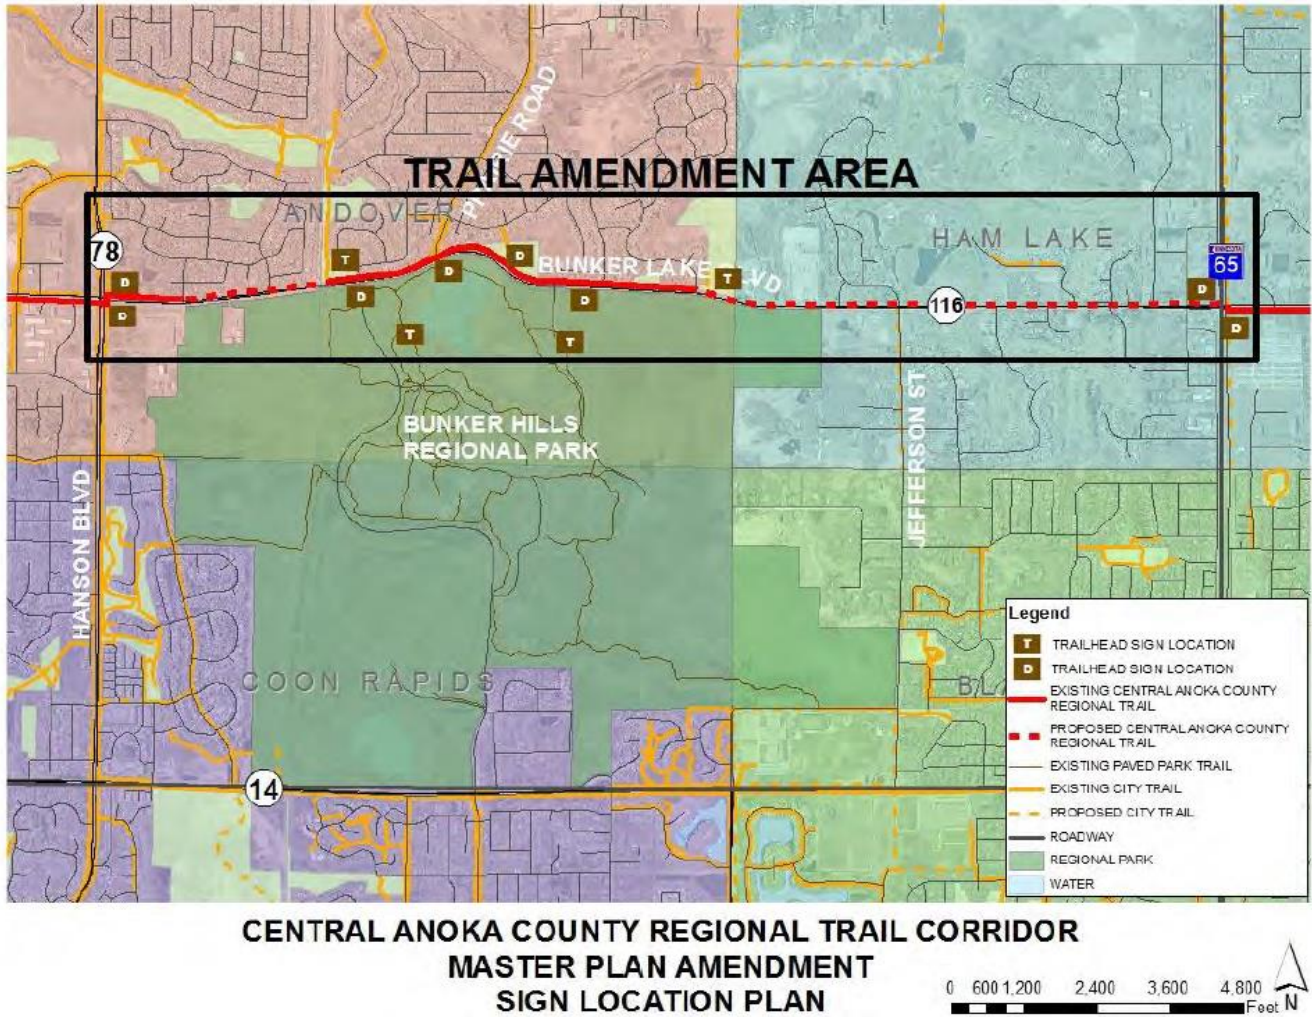 PRAIRIE ROAD
TRAIL AMENDMENT AREA
ANDOVER
HAM LAKE
78
65
T
D
D
BUNKER LAKE BLVD
T
D
D
D
D
D
116
D
D
T
T
BUNKER HILLS
REGIONAL PARK
JEFFERSON ST
HANSON BLVD
COON RAPIDS
14
Legend
T TRAILHEAD SIGN LOCATION
D TRAILHEAD SIGN LOCATION
EXISTING CENTRAL ANOKA COUNTY
REGIONAL TRAIL
PROPOSED CENTRAL ANOKA COUNTY
REGIONAL TRAIL
EXISTING PAVED PARK TRAIL
EXISTING CITY TRAIL
PROPOSED CITY TRAIL
ROADWAY
REGIONAL PARK
WATER
CENTRAL ANOKA COUNTY REGIONAL TRAIL CORRIDOR
MASTER PLAN AMENDMENT
SIGN LOCATION PLAN
0 600 1,200 2,400 3,600 4,800
Feet N